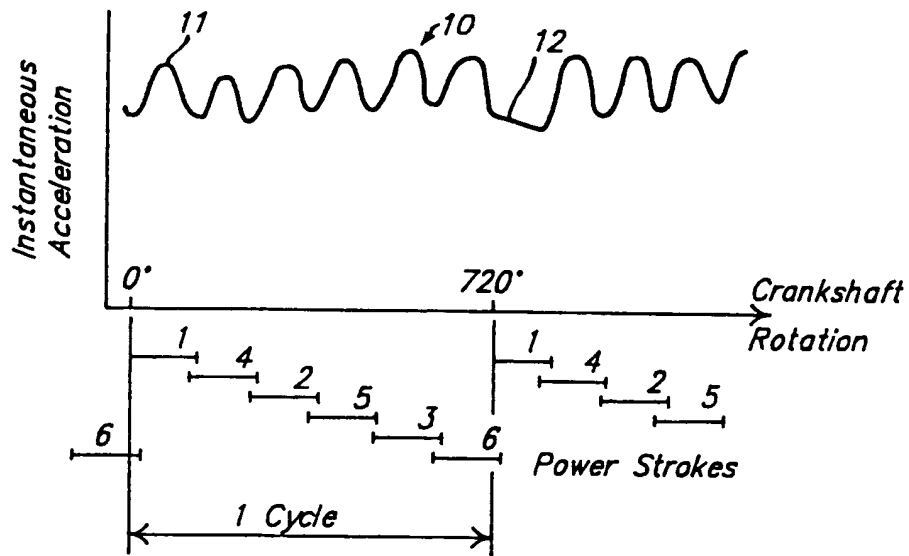 11
10
12
Instantaneous
Acceleration
0°
720°
Crankshaft
Rotation
1
4
2
5
3
6
6
1
4
2
5
Power Strokes
1 Cycle